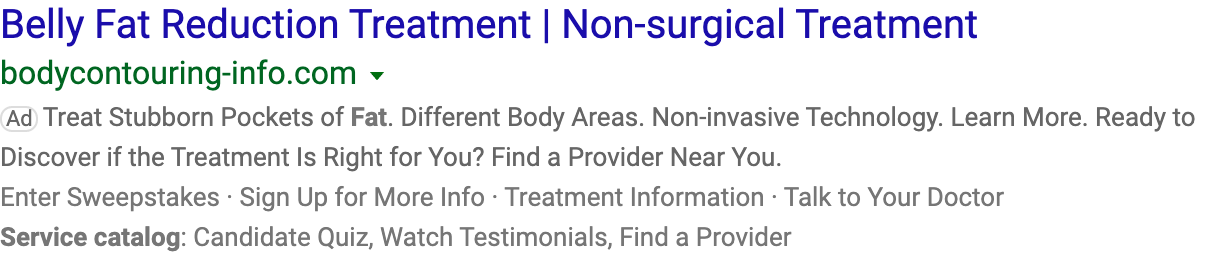 Belly Fat Reduction Treatment | Non-surgical Treatment
bodycontouring-info.com
Ad Treat Stubborn Pockets of Fat. Different Body Areas. Non-invasive Technology. Learn More. Ready to
Discover if the Treatment Is Right for You? Find a Provider Near You.
Enter Sweepstakes · Sign Up for More Info · Treatment Information · Talk to Your Doctor
Service catalog: Candidate Quiz, Watch Testimonials, Find a Provider